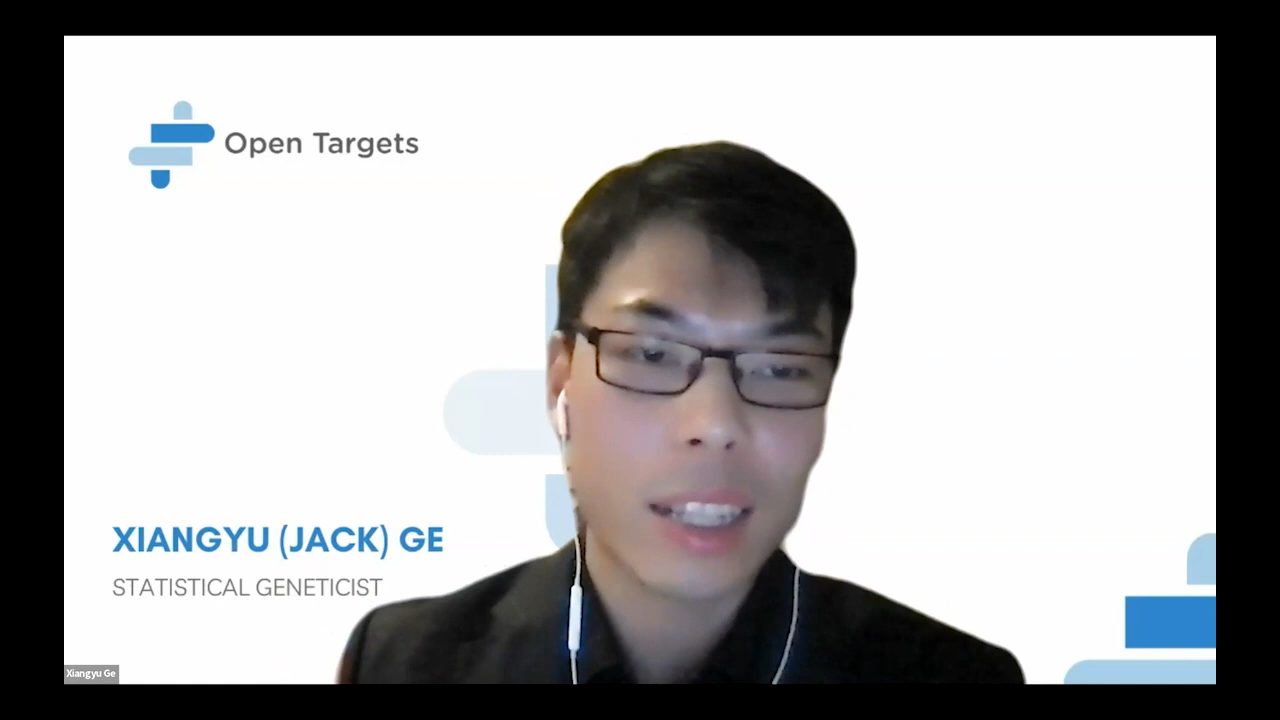 Open Targets
XIANGYU (JACK) GE
STATISTICAL GENETICIST
Xiangyu Ge